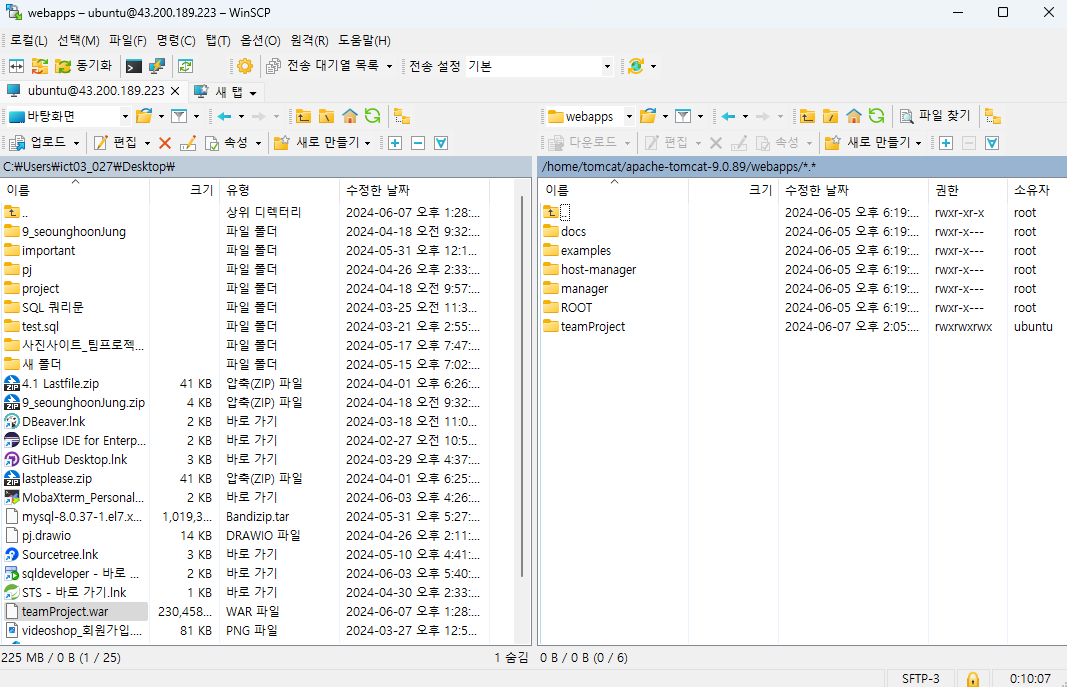 webapps – ubuntu@43.200.189.223 – WinSCP
로컬(L) 선택(M) 파일(F) 명령(C) 탭(T) 옵션(O) 원격(R) 도움말(H)
동기화 전송 대기열 목록 전송 설정 기본
ubuntu@43.200.189.223 × 새 탭
바탕화면 webapps 파일 찾기
업로드 편집 속성 새로 만들기 다운로드 편집 속성 새로 만들기
C:₩Users₩ict03_027₩Desktop₩ /home/tomcat/apache-tomcat-9.0.89/webapps/*.*
이름 크기 유형 수정한 날짜
.. 상위 디렉터리 2024-06-07 오후 1:28:...
9_seounghoonJung 파일 폴더 2024-04-18 오전 9:32:...
important 파일 폴더 2024-05-31 오후 12:1...
pj 파일 폴더 2024-04-26 오후 2:33:...
project 파일 폴더 2024-04-18 오전 9:57:...
SQL 쿼리문 파일 폴더 2024-03-25 오전 11:3...
test.sql 파일 폴더 2024-03-21 오후 2:55:...
사진사이트_팀프로젝... 파일 폴더 2024-05-17 오후 7:47:...
새 폴더 파일 폴더 2024-05-15 오후 7:02:...
4.1 Lastfile.zip 41 KB 압축(ZIP) 파일 2024-04-01 오후 6:26:...
9_seounghoonJung.zip 4 KB 압축(ZIP) 파일 2024-04-18 오전 9:32:...
DBeaver.lnk 2 KB 바로 가기 2024-03-18 오전 11:0...
Eclipse IDE for Enterp... 2 KB 바로 가기 2024-02-27 오전 10:5...
GitHub Desktop.lnk 3 KB 바로 가기 2024-03-29 오후 4:37:...
lastplease.zip 41 KB 압축(ZIP) 파일 2024-04-01 오후 6:25:...
MobaXterm_Personal... 2 KB 바로 가기 2024-06-03 오후 4:26:...
mysql-8.0.37-1.el7.x... 1,019,3... Bandizip.tar 2024-05-31 오후 5:27:...
pj.drawio 14 KB DRAWIO 파일 2024-04-26 오후 2:11:...
Sourcetree.lnk 3 KB 바로 가기 2024-05-10 오후 4:41:...
sqldeveloper - 바로 ... 2 KB 바로 가기 2024-06-03 오후 5:40:...
STS - 바로 가기.lnk 1 KB 바로 가기 2024-04-30 오후 2:33:...
teamProject.war 230,458... WAR 파일 2024-06-07 오후 1:28:...
videoshop_회원가입.... 81 KB PNG 파일 2024-03-27 오후 12:5...
225 MB / 0 B (1 / 25) 1 숨김
이름 크기 수정한 날짜 권한 소유자
.. 2024-06-05 오후 6:19:... rwxr-xr-x root
docs 2024-06-05 오후 6:19:... rwxr-x--- root
examples 2024-06-05 오후 6:19:... rwxr-x--- root
host-manager 2024-06-05 오후 6:19:... rwxr-x--- root
manager 2024-06-05 오후 6:19:... rwxr-x--- root
ROOT 2024-06-05 오후 6:19:... rwxr-x--- root
teamProject 2024-06-07 오후 2:05:... rwxrwxrwx ubuntu
0 B / 0 B (0 / 6)
SFTP-3 0:10:07